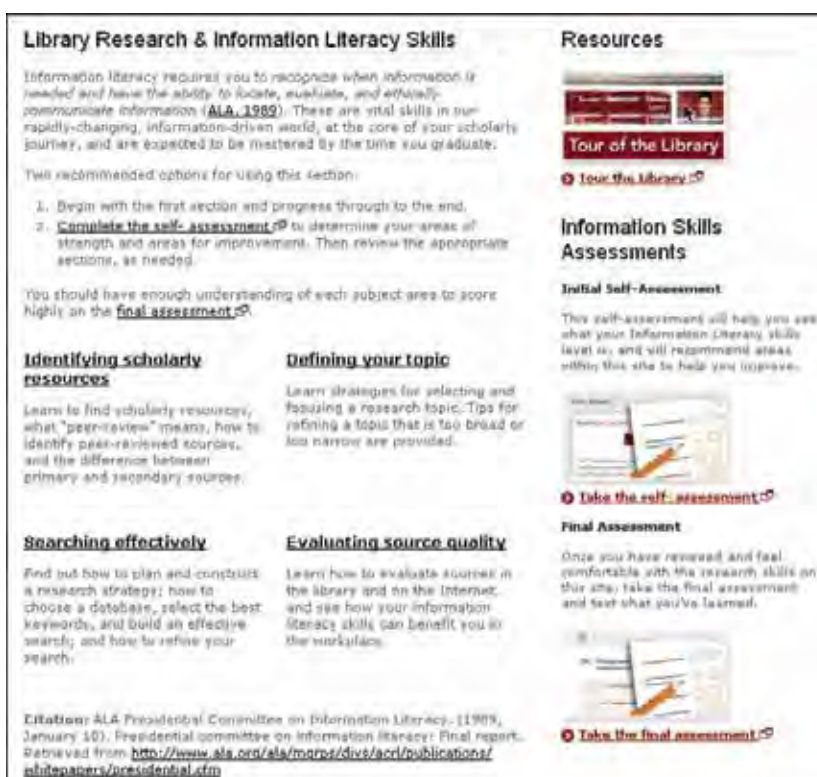 Library Research & Information Literacy Skills
Information literacy requires you to recognize when information is
needed and have the ability to locate, evaluate, and ethically
communicate information (ALA, 1989). These are vital skills in our
rapidly-changing, information-driven world, at the core of your scholarly
journey, and are expected to be mastered by the time you graduate.
Two recommended options for using this section:
1. Begin with the first section and progress through to the end.
2. Complete the self- assessment to determine your areas of
strength and areas for improvement. Then review the appropriate
sections, as needed.
You should have enough understanding of each subject area to score
highly on the final assessment.
Identifying scholarly
resources
Learn to find scholarly resources,
what "peer-review" means, how to
identify peer-reviewed sources,
and the difference between
primary and secondary sources.
Defining your topic
Learn strategies for selecting and
focusing a research topic. Tips for
refining a topic that is too broad or
too narrow are provided.
Searching effectively
Find out how to plan and construct
a research strategy; how to
choose a database, select the best
keywords, and build an effective
search; and how to refine your
search.
Evaluating source quality
Learn how to evaluate sources in
the library and on the Internet,
and see how your information
literacy skills can benefit you in
the workplace.
Citation: ALA Presidential Committee on Information Literacy. (1989,
January 10). Presidential committee on information literacy: Final report.
Retrieved from http://www.ala.org/ala/mgrps/divs/acrl/publications/
whitepapers/presidential.cfm
Resources
Tour of the Library
Tour the Library
Information Skills
Assessments
Initial Self-Assessment
This self-assessment will help you see
what your Information Literacy skills
level is, and will recommend areas
within this site to help you improve.
Take the self- assessment
Final Assessment
Once you have reviewed and feel
comfortable with the research skills on
this site, take the final assessment
and test what you've learned.
Take the final assessment